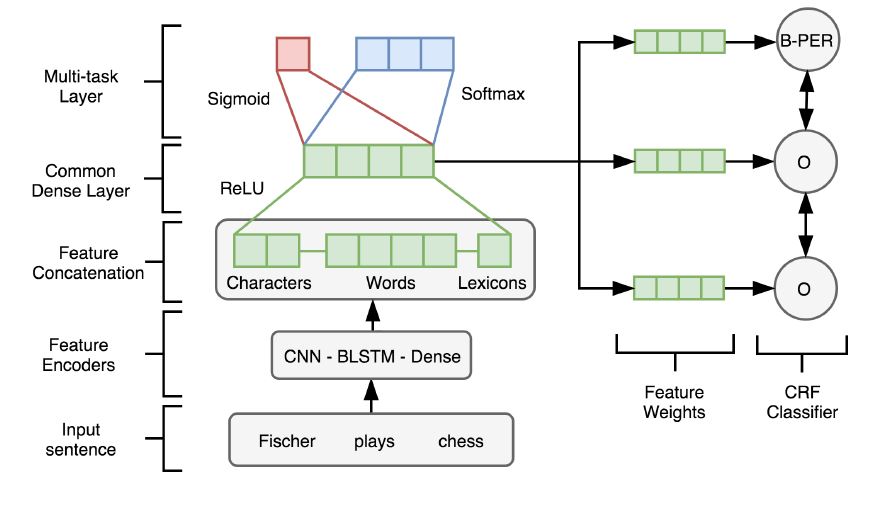 Multi-task
Layer
Sigmoid
Softmax
B-PER
Common
Dense Layer
ReLU
O
Feature
Concatenation
Characters
Words
Lexicons
O
Feature
Encoders
CNN - BLSTM - Dense
Feature
Weights
CRF
Classifier
Input
sentence
Fischer plays chess